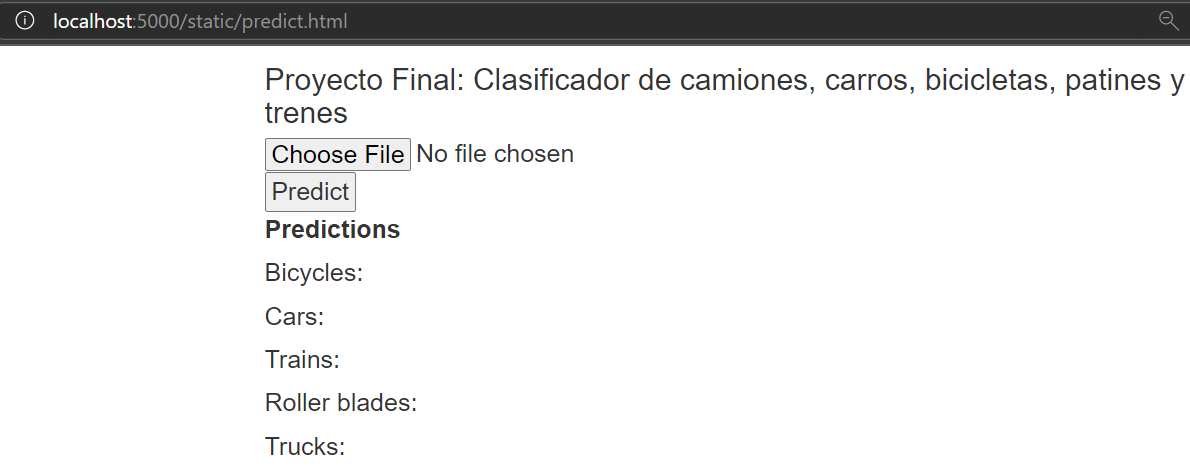 localhost:5000/static/predict.html
Proyecto Final: Clasificador de camiones, carros, bicicletas, patines y
trenes
Choose File No file chosen
Predict
Predictions
Bicycles:
Cars:
Trains:
Roller blades:
Trucks: